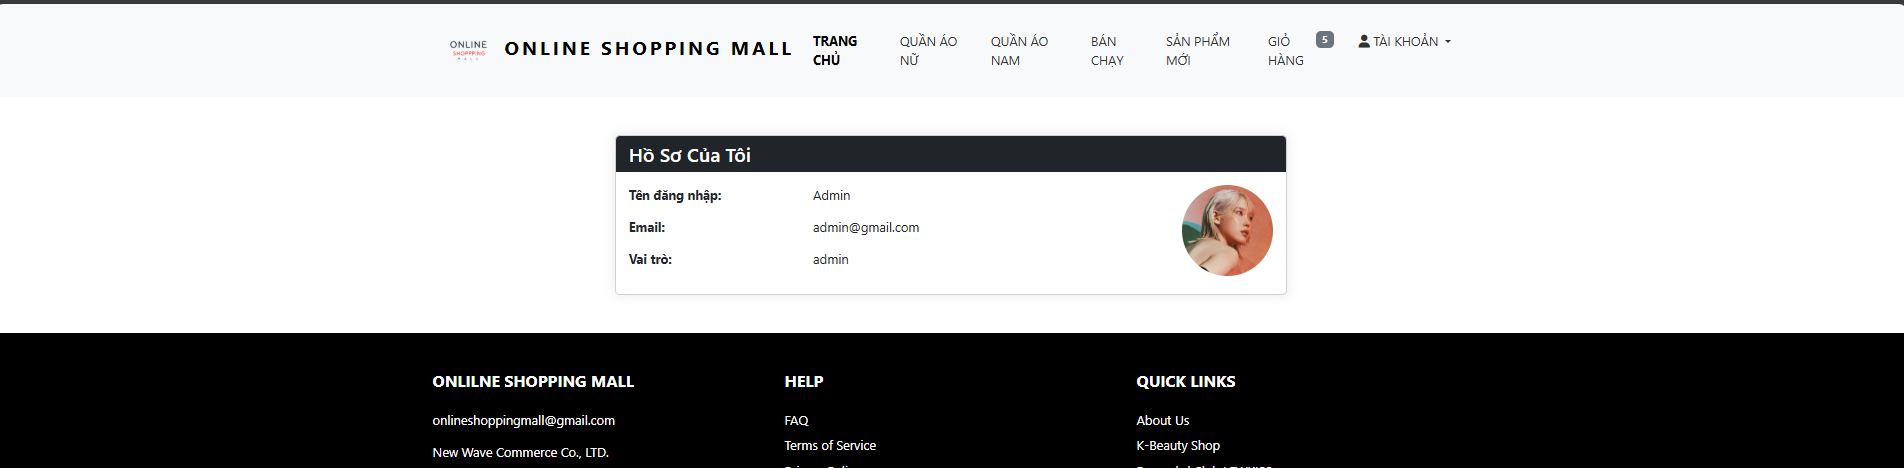 ONLINE
SHOPPPING
MALL
ONLINE SHOPPING MALL
TRANG
CHỦ
QUẦN ÁO
NỮ
QUẦN ÁO
NAM
BÁN
CHẠY
SẢN PHẨM
MỚI
GIỎ
HÀNG
5
TÀI KHOẢN
Hồ Sơ Của Tôi
Tên đăng nhập: Admin
Email: admin@gmail.com
Vai trò: admin
ONLILNE SHOPPING MALL
onlineshoppingmall@gmail.com
New Wave Commerce Co., LTD.
HELP
FAQ
Terms of Service
QUICK LINKS
About Us
K-Beauty Shop